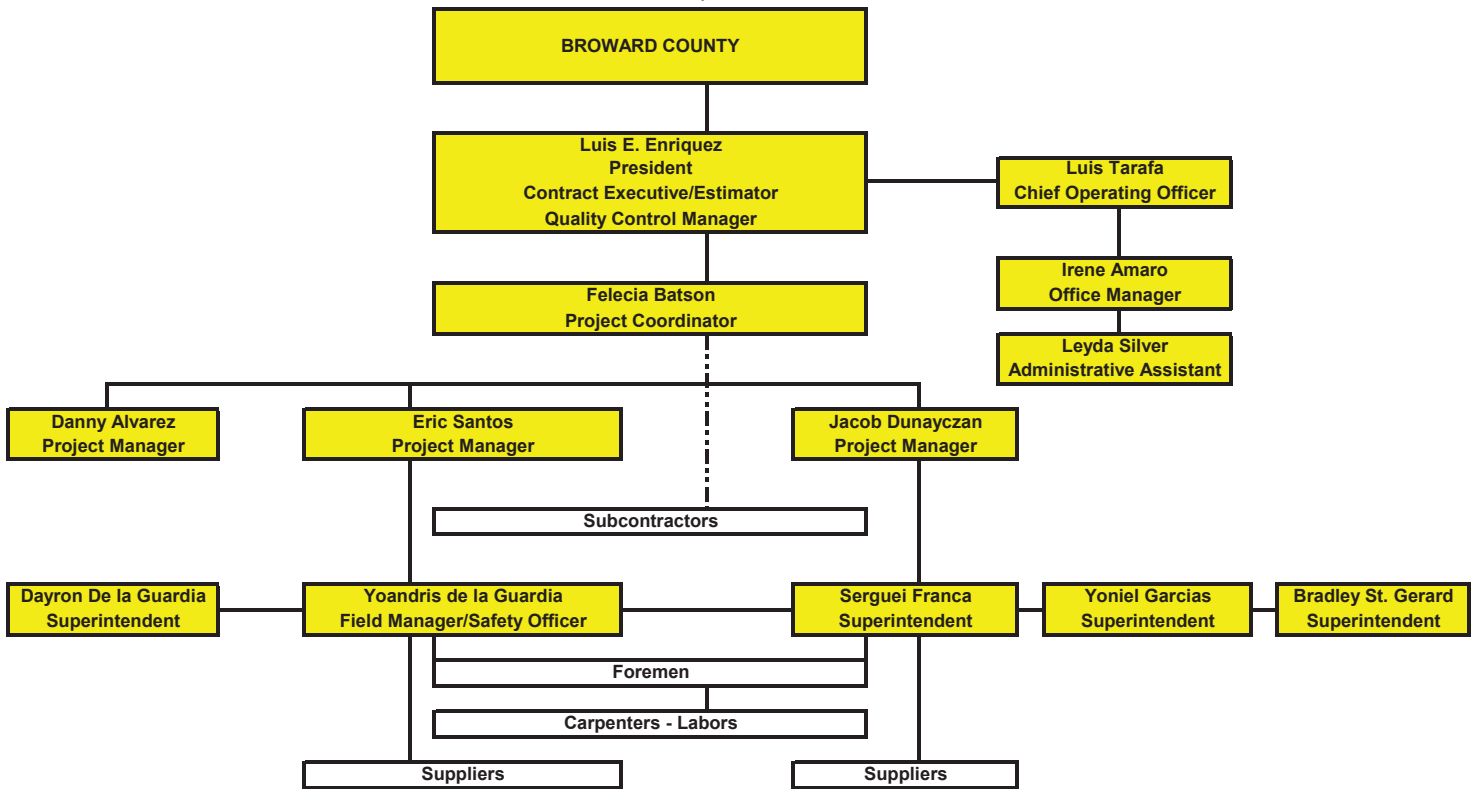 BROWARD COUNTY
Luis E. Enriquez
President
Contract Executive/Estimator
Quality Control Manager
Luis Tarafa
Chief Operating Officer
Irene Amaro
Office Manager
Felecia Batson
Project Coordinator
Leyda Silver
Administrative Assistant
Danny Alvarez
Project Manager
Eric Santos
Project Manager
Jacob Dunayczan
Project Manager
Subcontractors
Dayron De la Guardia
Superintendent
Yoandris de la Guardia
Field Manager/Safety Officer
Serguei Franca
Superintendent
Yoniel Garcias
Superintendent
Bradley St. Gerard
Superintendent
Foremen
Carpenters - Labors
Suppliers
Suppliers